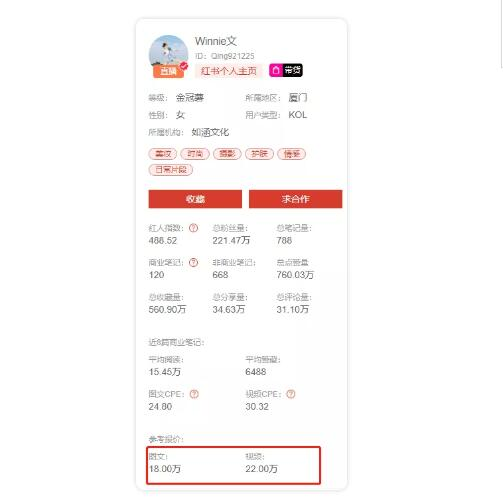 Winnie文
ID: Qing921225
直播
红书个人主页 带货
等级: 金冠薯 所属地区: 厦门
性别: 女 用户类型: KOL
所属机构: 如涵文化
美妆 时尚 摄影 护肤 情感
日常片段
收藏 求合作
红人指数: ? 总粉丝量: 总笔记量:
488.52 221.47万 788
商业笔记: ? 非商业笔记: 总点赞量
120 668 760.03万
总收藏量: 总分享量: 总评论量:
560.90万 34.63万 31.10万
近8篇商业笔记:
平均阅读: 平均赞藏:
15.45万 6488
图文CPE: ? 视频CPE: ?
24.80 30.32
参考报价:
图文: 视频:
18.00万 22.00万